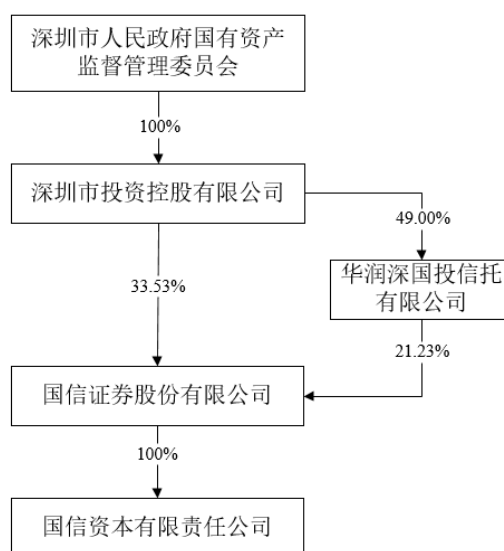 深圳市人民政府国有资产
监督管理委员会
100%
深圳市投资控股有限公司
49.00%
华润深国投信托
有限公司
33.53%
21.23%
国信证券股份有限公司
100%
国信资本有限责任公司